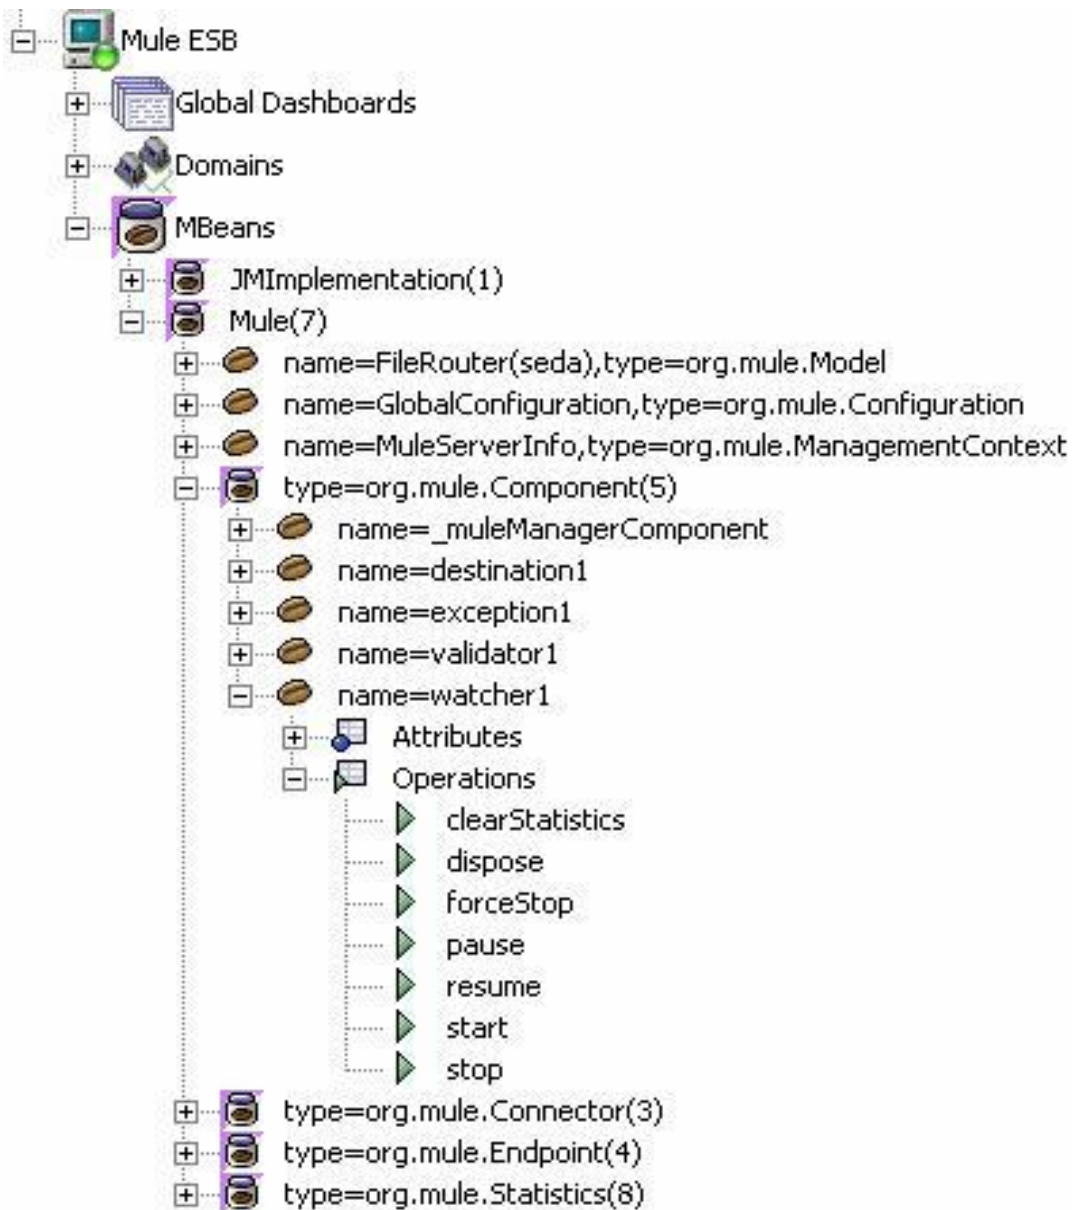 Mule ESB
Global Dashboards
Domains
MBeans
JMImplementation(1)
Mule(7)
name=FileRouter(seda),type=org.mule.Model
name=GlobalConfiguration,type=org.mule.Configuration
name=MuleServerInfo,type=org.mule.ManagementContext
type=org.mule.Component(5)
name=_muleManagerComponent
name=destination1
name=exception1
name=validator1
name=watcher1
Attributes
Operations
clearStatistics
dispose
forceStop
pause
resume
start
stop
type=org.mule.Connector(3)
type=org.mule.Endpoint(4)
type=org.mule.Statistics(8)